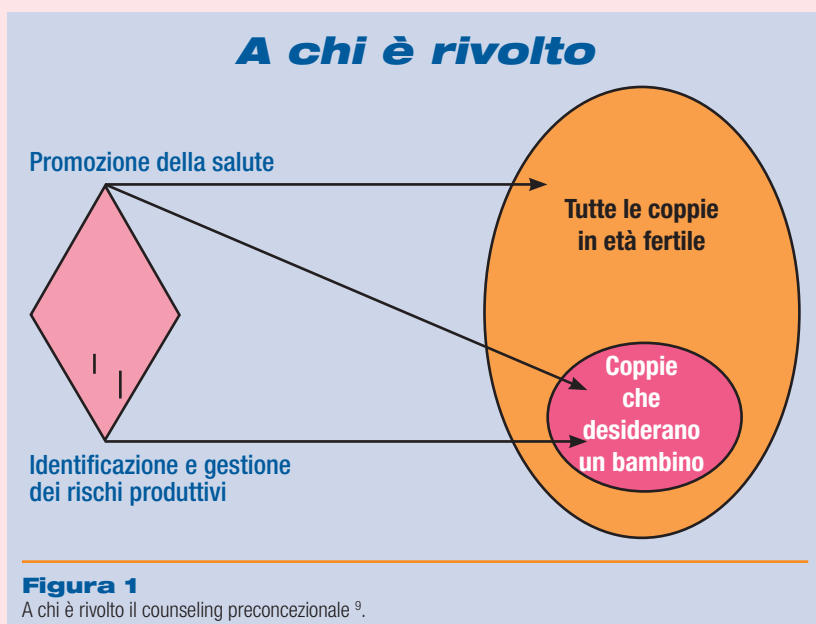 A chi è rivolto
Promozione della salute
Tutte le coppie
in età fertile
Coppie
che
desiderano
un bambino
Identificazione e gestione
dei rischi produttivi
Figura 1
A chi è rivolto il counseling preconcezionale ⁹.